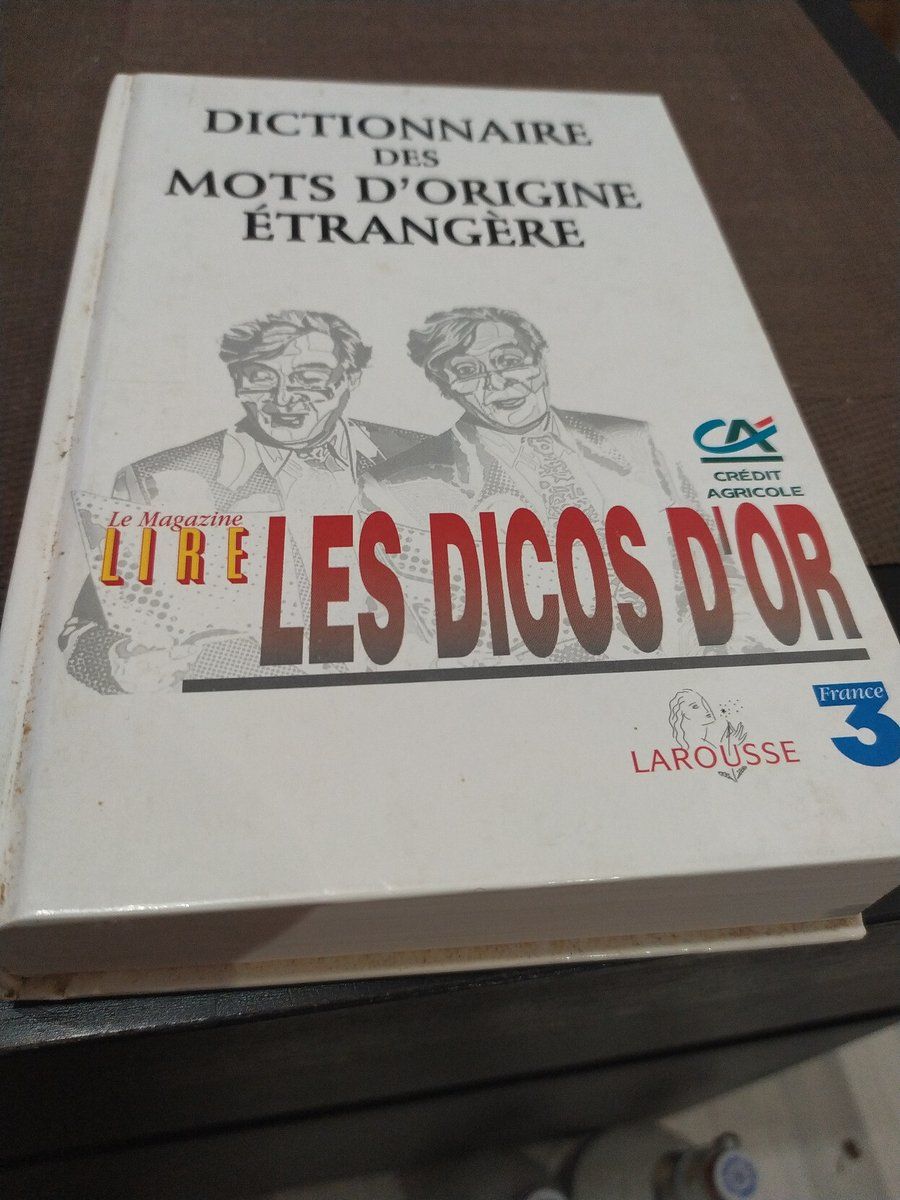 DICTIONNAIRE
DES
MOTS D'ORIGINE
ÉTRANGÈRE
CRÉDIT
AGRICOLE
Le Magazine
LIRE
LES DICOS D'OR
LAROUSSE
France
3